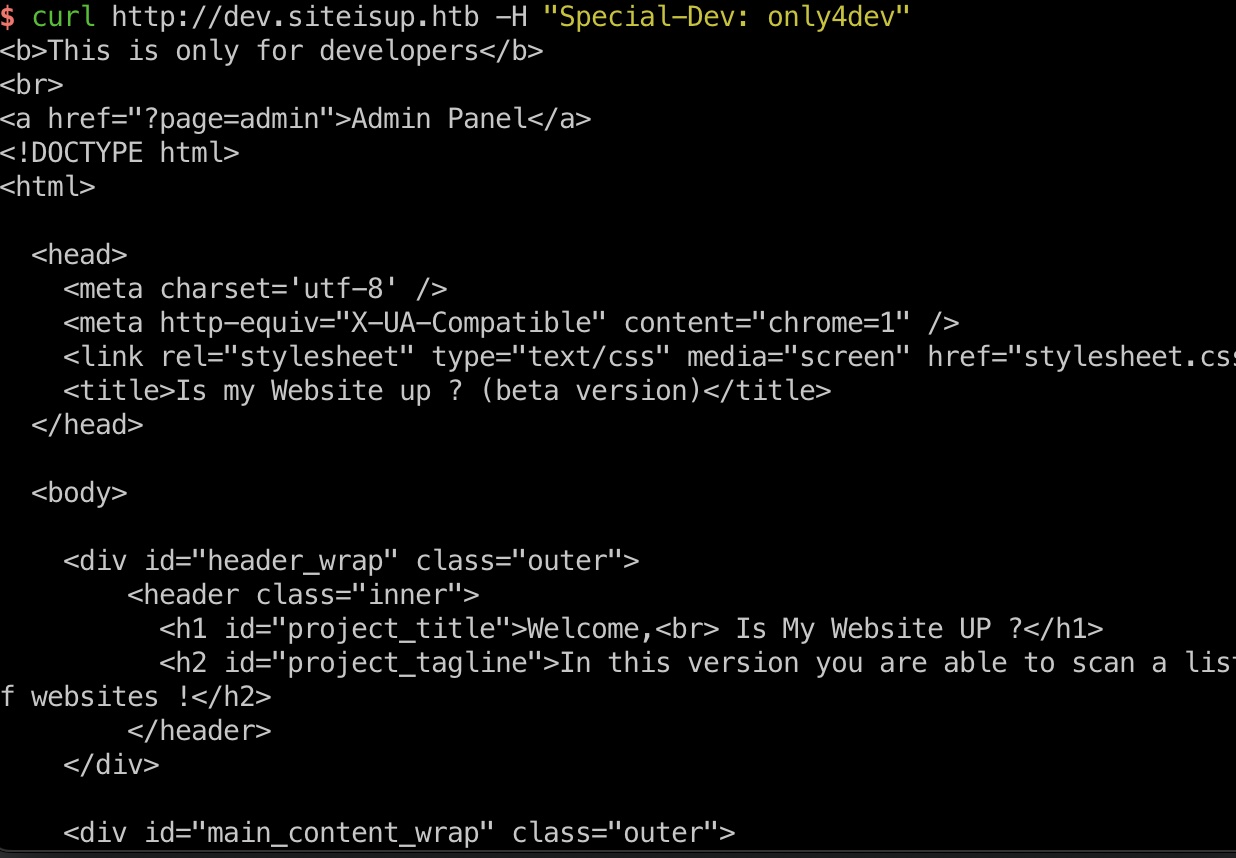 $ curl http://dev.siteisup.htb -H "Special-Dev: only4dev"
<b>This is only for developers</b>
<br>
<a href="?page=admin">Admin Panel</a>
<!DOCTYPE html>
<html>
  <head>
    <meta charset='utf-8' />
    <meta http-equiv="X-UA-Compatible" content="chrome=1" />
    <link rel="stylesheet" type="text/css" media="screen" href="stylesheet.css
    <title>Is my Website up ? (beta version)</title>
  </head>
  <body>
    <div id="header_wrap" class="outer">
        <header class="inner">
          <h1 id="project_title">Welcome,<br> Is My Website UP ?</h1>
          <h2 id="project_tagline">In this version you are able to scan a list
f websites !</h2>
        </header>
    </div>
    <div id="main_content_wrap" class="outer">